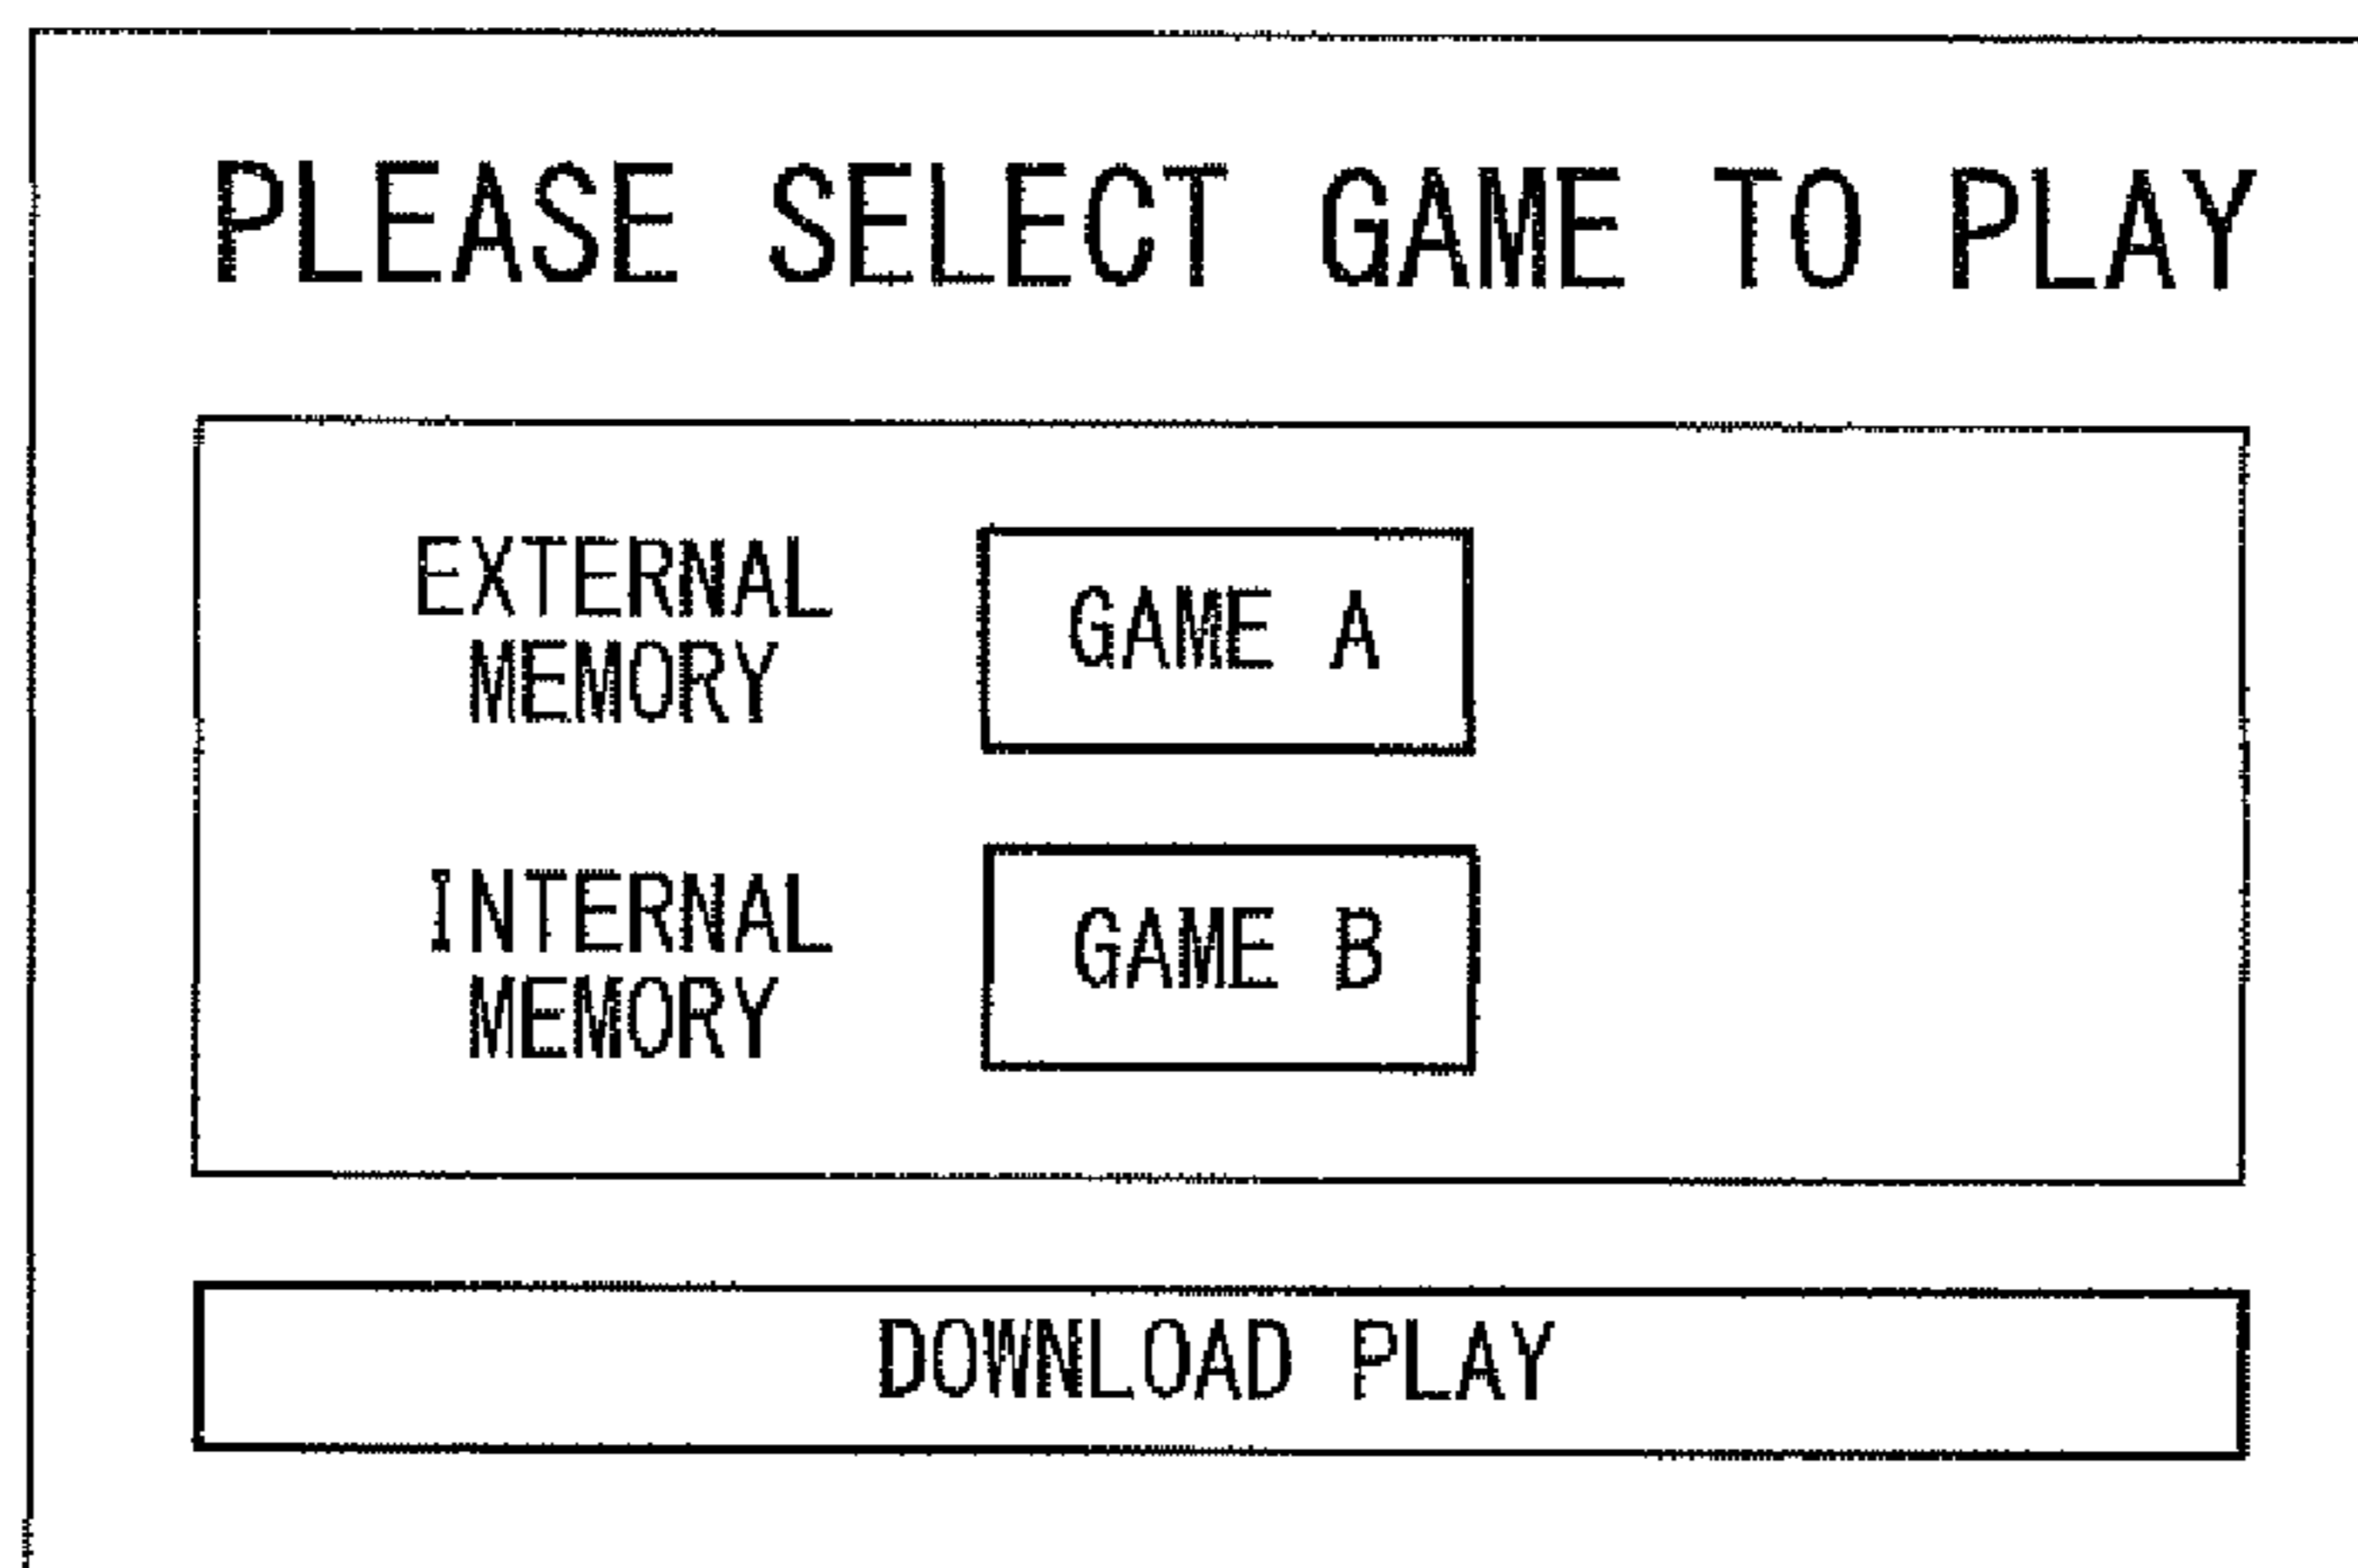 PLEASE SELECT GAME TO PLAY
EXTERNAL
MEMORY
GAME A
INTERNAL
MEMORY
GAME B
DOWNLOAD PLAY